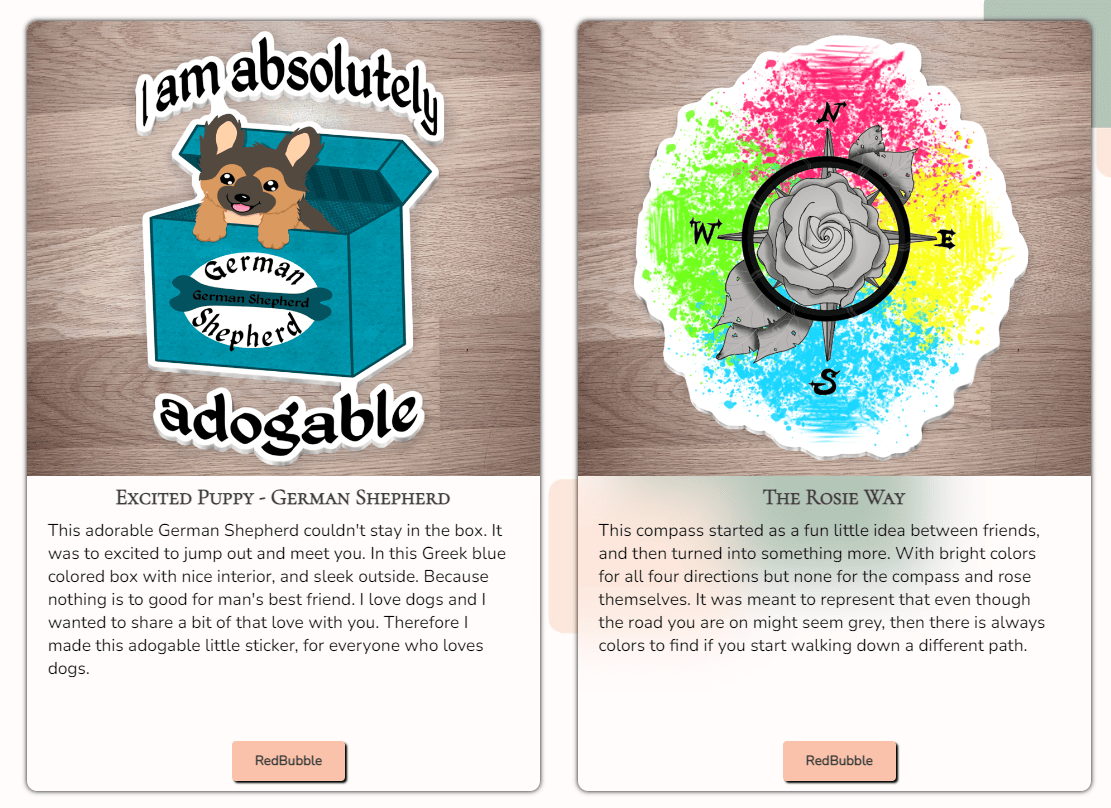 I am absolutely
German
German Shepherd
Shepherd
adogable
Excited Puppy - German Shepherd
This adorable German Shepherd couldn't stay in the box. It
was to excited to jump out and meet you. In this Greek blue
colored box with nice interior, and sleek outside. Because
nothing is to good for man's best friend. I love dogs and I
wanted to share a bit of that love with you. Therefore I
made this adogable little sticker, for everyone who loves
dogs.
RedBubble
N
W
E
S
The Rosie Way
This compass started as a fun little idea between friends,
and then turned into something more. With bright colors
for all four directions but none for the compass and rose
themselves. It was meant to represent that even though
the road you are on might seem grey, then there is always
colors to find if you start walking down a different path.
RedBubble